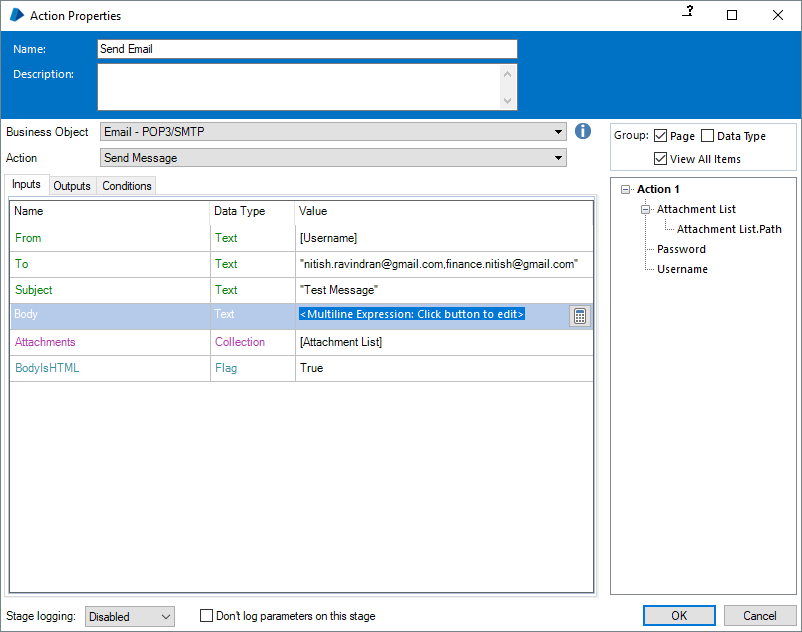 Action Properties
?
Name: Send Email
Description:
Business Object Email - POP3/SMTP
Action Send Message
Group: Page Data Type
View All Items
Inputs Outputs Conditions
Name Data Type Value
From Text [Username]
To Text "nitish.ravindran@gmail.com,finance.nitish@gmail.com"
Subject Text "Test Message"
Body Text <Multiline Expression: Click button to edit>
Attachments Collection [Attachment List]
BodyIsHTML Flag True
Action 1
Attachment List
Attachment List.Path
Password
Username
Stage logging: Disabled Don't log parameters on this stage
OK Cancel